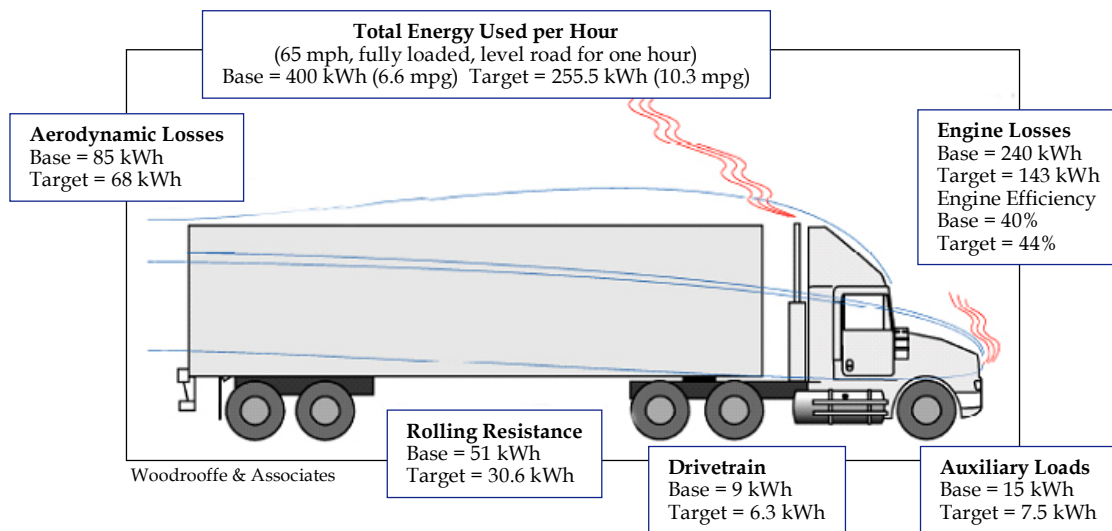 Total Energy Used per Hour
(65 mph, fully loaded, level road for one hour)
Base = 400 kWh (6.6 mpg)  Target = 255.5 kWh (10.3 mpg)
Aerodynamic Losses
Base = 85 kWh
Target = 68 kWh
Engine Losses
Base = 240 kWh
Target = 143 kWh
Engine Efficiency
Base = 40%
Target = 44%
Rolling Resistance
Base = 51 kWh
Target = 30.6 kWh
Woodrooffe & Associates
Drivetrain
Base = 9 kWh
Target = 6.3 kWh
Auxiliary Loads
Base = 15 kWh
Target = 7.5 kWh